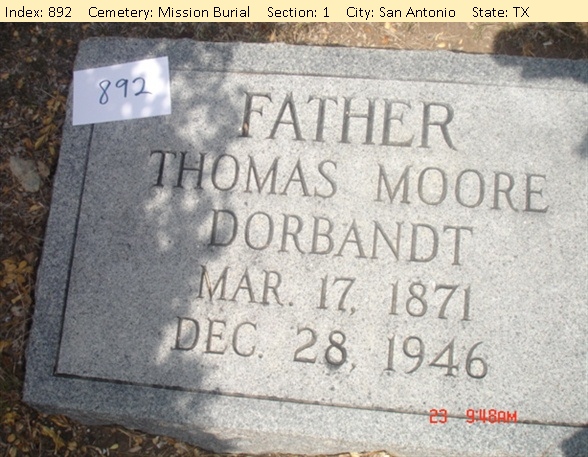 Index: 892 Cemetery: Mission Burial Section: 1 City: San Antonio State: TX
892
FATHER
THOMAS MOORE
DORBANDT
MAR. 17, 1871
DEC. 28, 1946
23 9:48AM